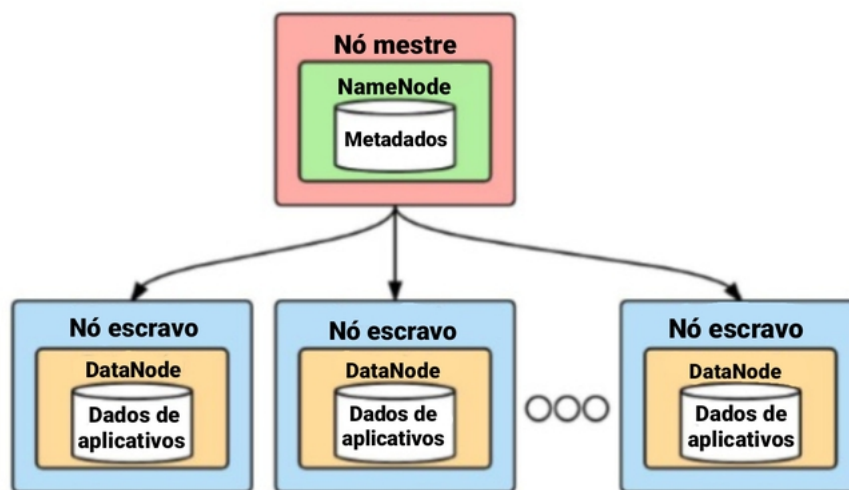 Nó mestre
NameNode
Metadados
Nó escravo
DataNode
Dados de
aplicativos
Nó escravo
DataNode
Dados de
aplicativos
Nó escravo
DataNode
Dados de
aplicativos